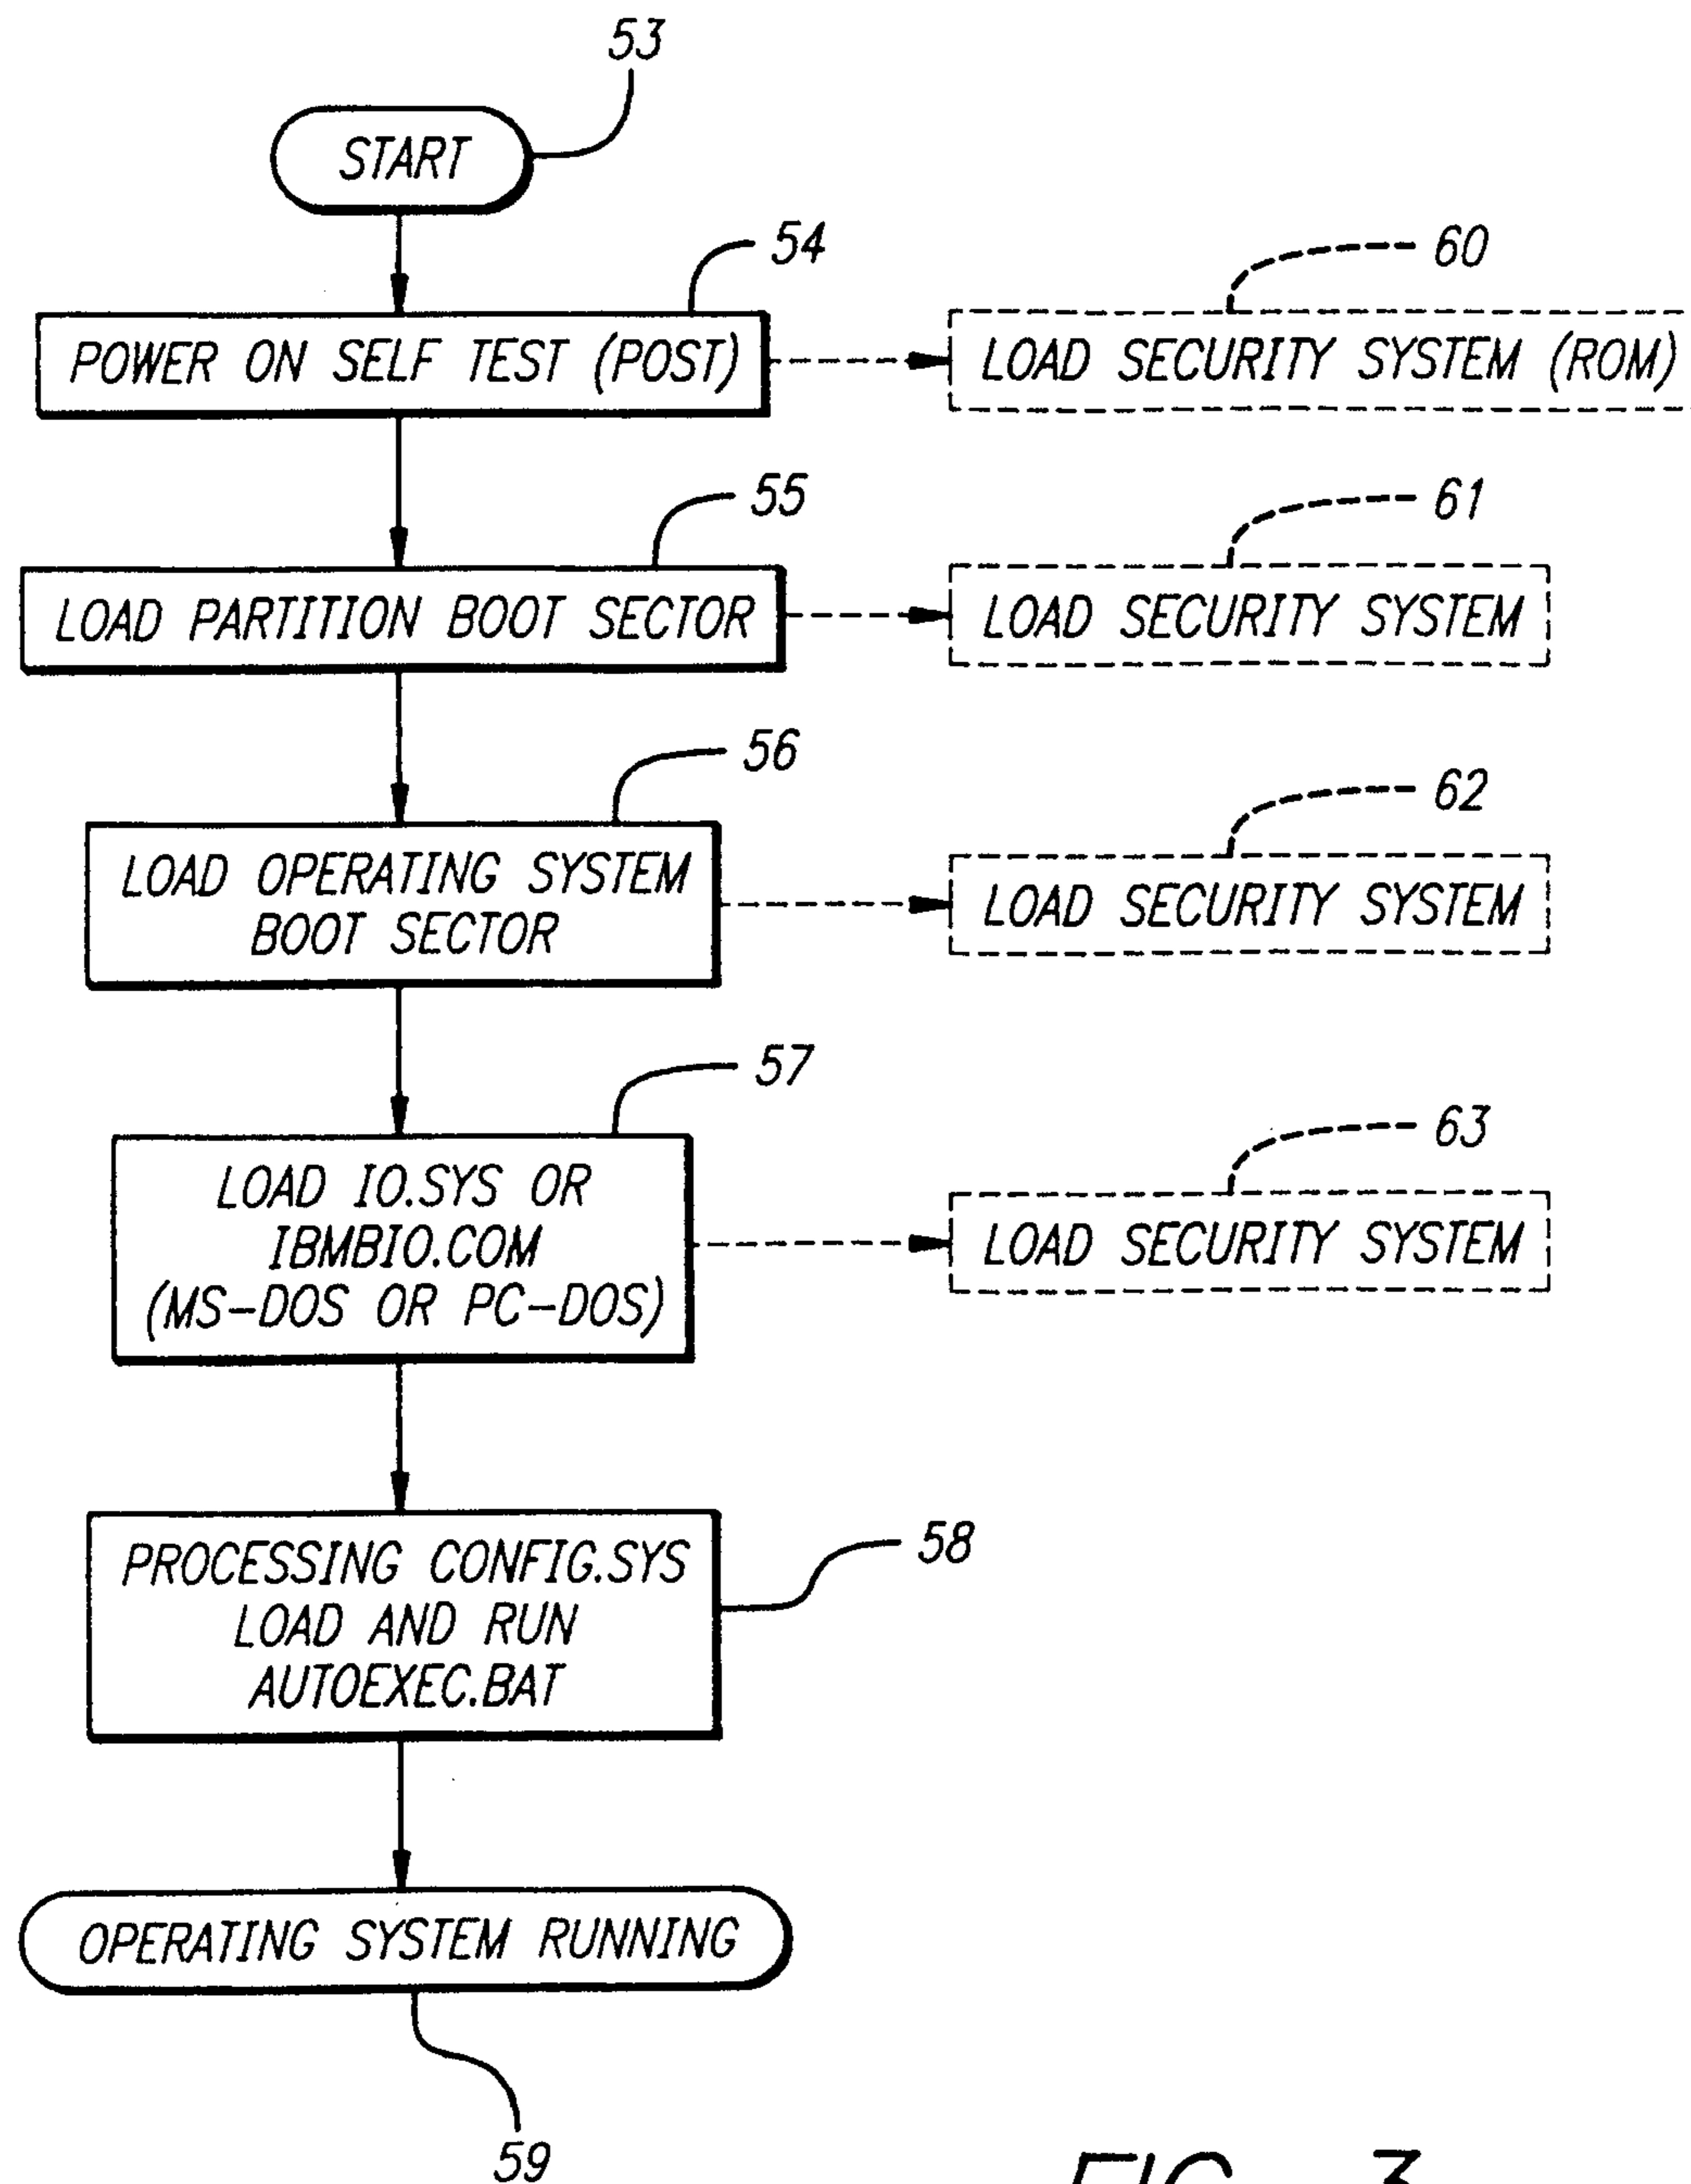 53
START
54
POWER ON SELF TEST (POST)
60
LOAD SECURITY SYSTEM (ROM)
55
LOAD PARTITION BOOT SECTOR
61
LOAD SECURITY SYSTEM
56
LOAD OPERATING SYSTEM
BOOT SECTOR
62
LOAD SECURITY SYSTEM
57
LOAD IO.SYS OR
IBMBIO.COM
(MS-DOS OR PC-DOS)
63
LOAD SECURITY SYSTEM
58
PROCESSING CONFIG.SYS
LOAD AND RUN
AUTOEXEC.BAT
OPERATING SYSTEM RUNNING
59
FIG. 3